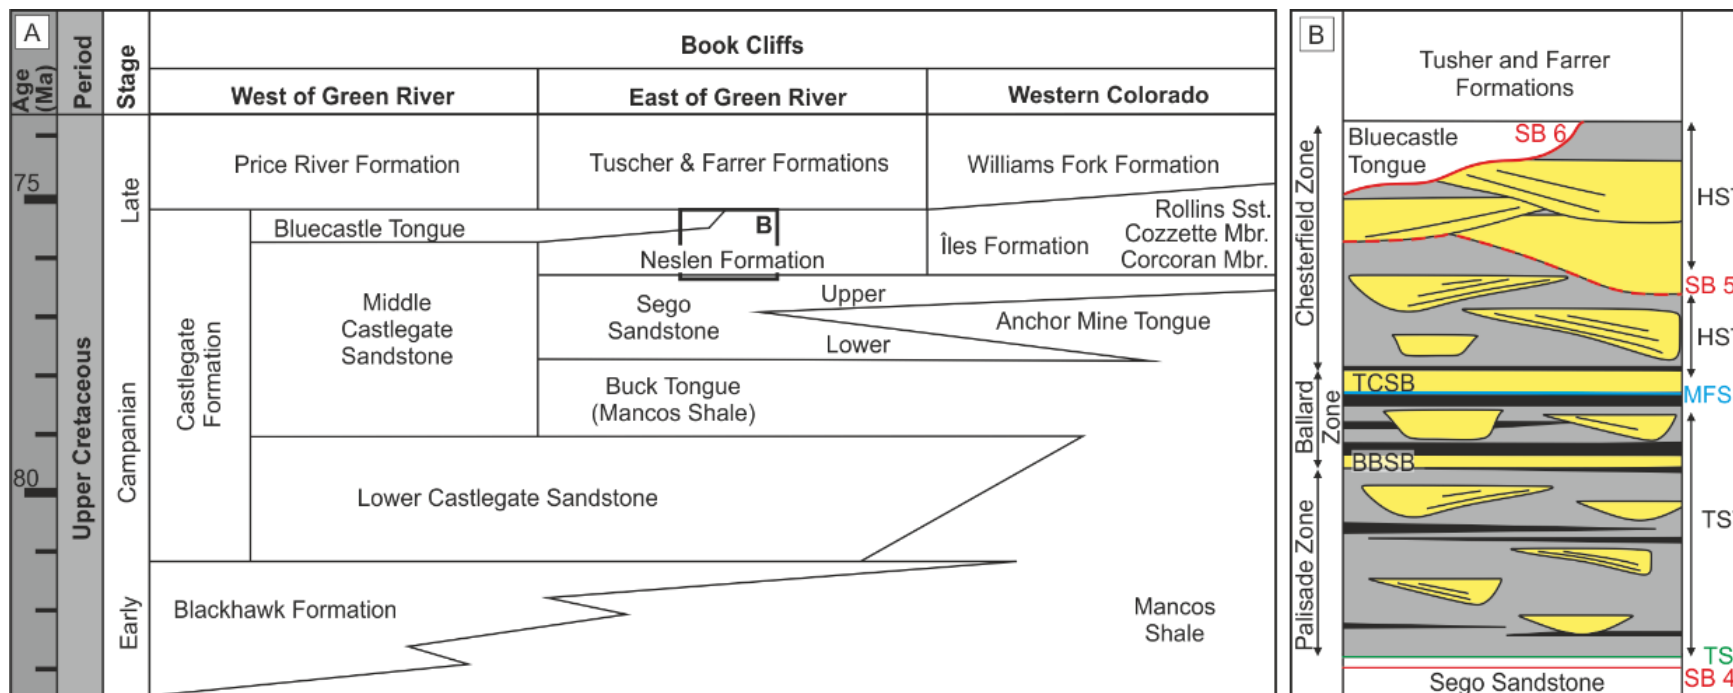 A
Age
(Ma)
Period
Stage
Book Cliffs
West of Green River
East of Green River
Western Colorado
75
80
Upper Cretaceous
Late
Campanian
Early
Price River Formation
Tuscher & Farrer Formations
Williams Fork Formation
Castlegate
Formation
Bluecastle Tongue
B
Neslen Formation
Îles Formation
Rollins Sst.
Cozzette Mbr.
Corcoran Mbr.
Middle
Castlegate
Sandstone
Sego
Sandstone
Upper
Lower
Anchor Mine Tongue
Buck Tongue
(Mancos Shale)
Lower Castlegate Sandstone
Blackhawk Formation
Mancos
Shale
B
Tusher and Farrer
Formations
Chesterfield Zone
Ballard
Zone
Palisade Zone
Bluecastle
Tongue
SB 6
HST
SB 5
HST
TCSB
MFS
BBSB
TS
TS
SB 4
Sego Sandstone